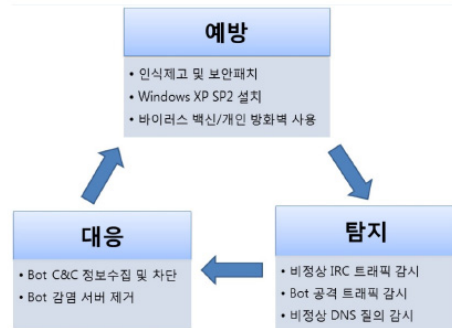 예방
• 인식제고 및 보안패치
• Windows XP SP2 설치
• 바이러스 백신/개인 방화벽 사용
탐지
• 비정상 IRC 트래픽 감시
• Bot 공격 트래픽 감시
• 비정상 DNS 질의 감시
대응
• Bot C&C 정보수집 및 차단
• Bot 감염 서버 제거